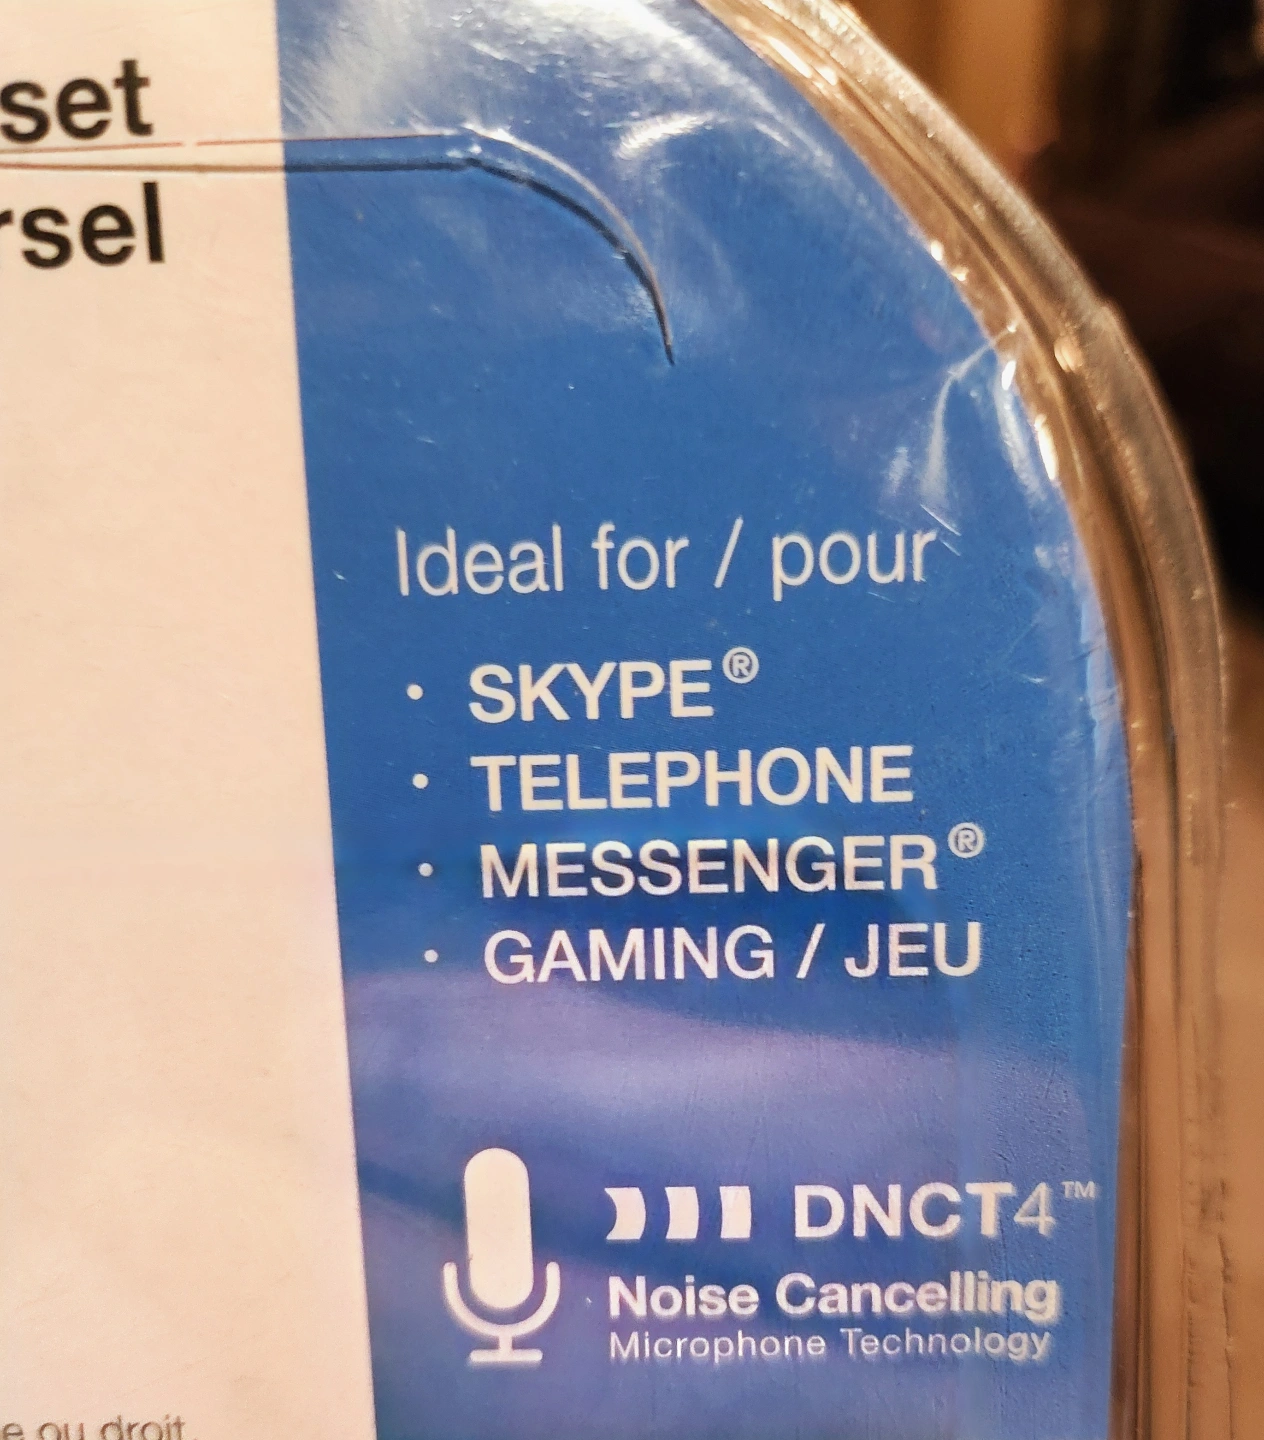 set
rsel
Ideal for / pour
• SKYPE®
• TELEPHONE
• MESSENGER®
• GAMING / JEU
DNCT4™
Noise Cancelling
Microphone Technology
e ou droit.